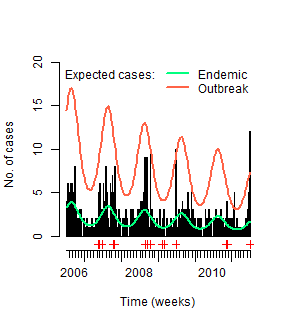 Expected cases: Endemic
Outbreak
No. of cases
20
15
10
5
0
2006 2008 2010
Time (weeks)